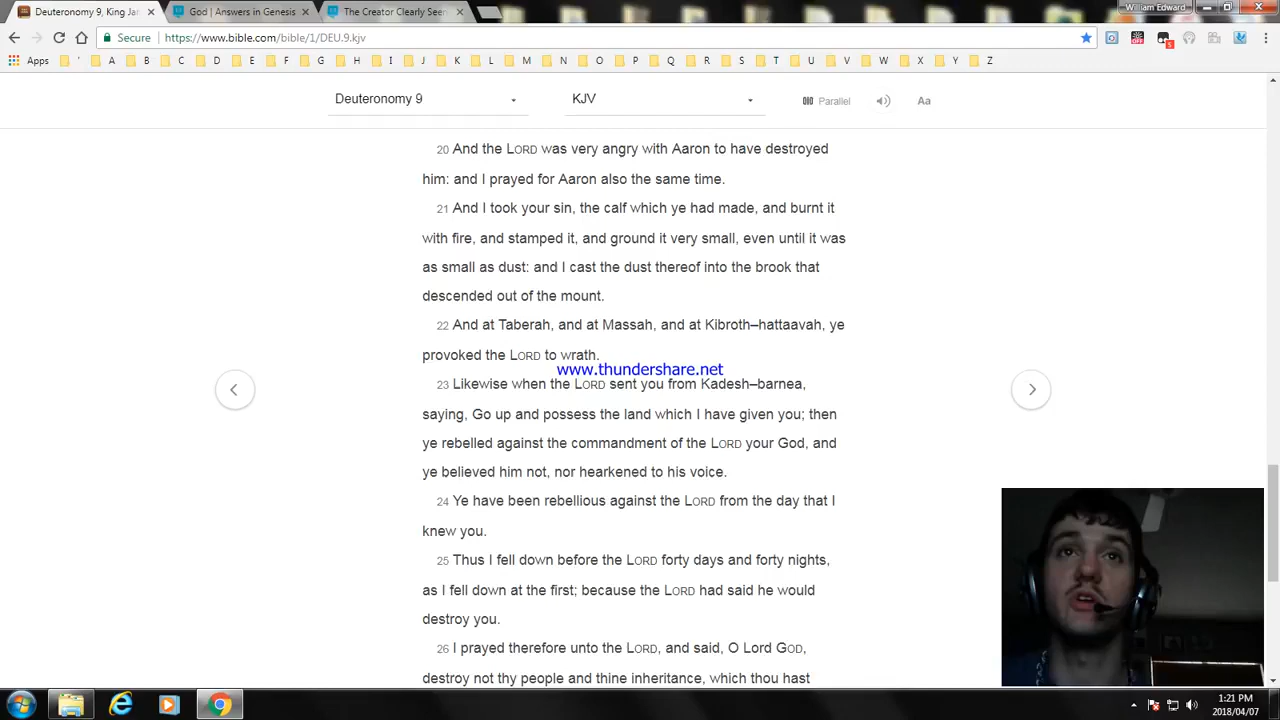 Deuteronomy 9, King Ja
God | Answers in Genesis
The Creator Clearly Seen
William Edward
Secure
https://www.bible.com/bible/1/DEU.9.kjv
Apps ' A B C D E F G H I J K L M N O P Q R S T U V W X Y Z
Deuteronomy 9
KJV
Parallel
Aa
20 And the LORD was very angry with Aaron to have destroyed
him: and I prayed for Aaron also the same time.
21 And I took your sin, the calf which ye had made, and burnt it
with fire, and stamped it, and ground it very small, even until it was
as small as dust: and I cast the dust thereof into the brook that
descended out of the mount.
22 And at Taberah, and at Massah, and at Kibroth–hattaavah, ye
provoked the LORD to wrath.
www.thundershare.net
23 Likewise when the LORD sent you from Kadesh–barnea,
saying, Go up and possess the land which I have given you; then
ye rebelled against the commandment of the LORD your God, and
ye believed him not, nor hearkened to his voice.
24 Ye have been rebellious against the LORD from the day that I
knew you.
25 Thus I fell down before the LORD forty days and forty nights,
as I fell down at the first; because the LORD had said he would
destroy you.
26 I prayed therefore unto the LORD, and said, O Lord GOD,
destroy not thy people and thine inheritance, which thou hast
1:21 PM
2018/04/07